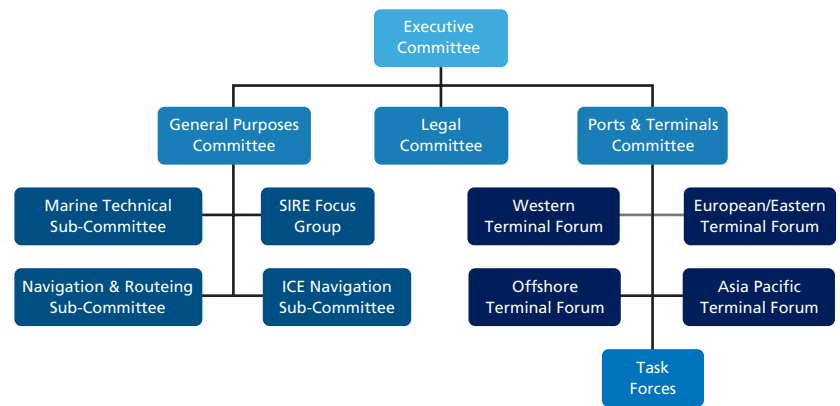 Executive
Committee
General Purposes
Committee
Legal
Committee
Ports & Terminals
Committee
Marine Technical
Sub-Committee
SIRE Focus
Group
Western
Terminal Forum
European/Eastern
Terminal Forum
Navigation & Routeing
Sub-Committee
ICE Navigation
Sub-Committee
Offshore
Terminal Forum
Asia Pacific
Terminal Forum
Task
Forces